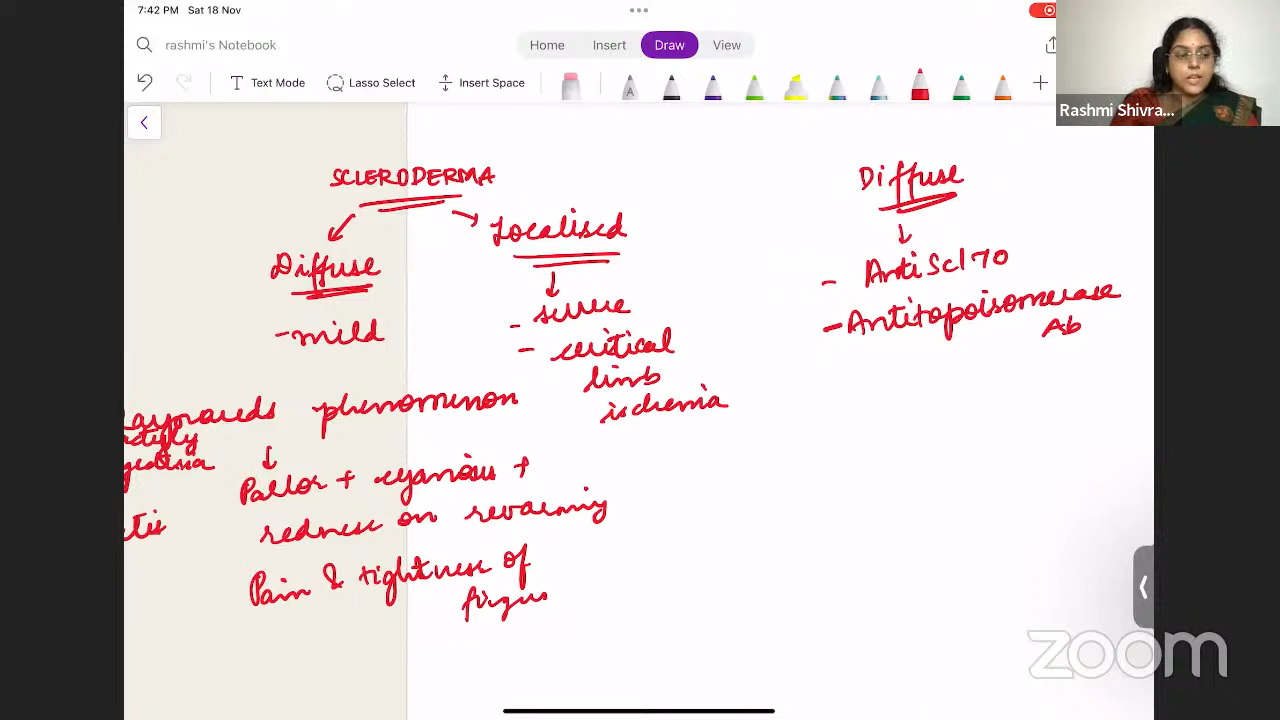 7:42 PM Sat 18 Nov
rashmi's Notebook
Home Insert Draw View
Text Mode Lasso Select Insert Space
Rashmi Shivra...
SCLERODERMA
Diffuse
- mild
Localised
- severe
- critical
limb
ischemia
phenomenon
Pallor + cyanosis +
redness on rewarming
Pain & tightness of
Diffuse
- Anti Scl 70
- Antitopoisomerase
Ab
zoom